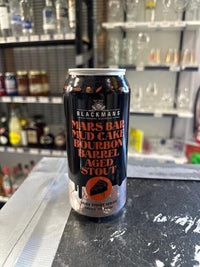 BLACKMANS
MARS BAR
MUD CAKE
BOURBON
BARREL
AGED
STOUT